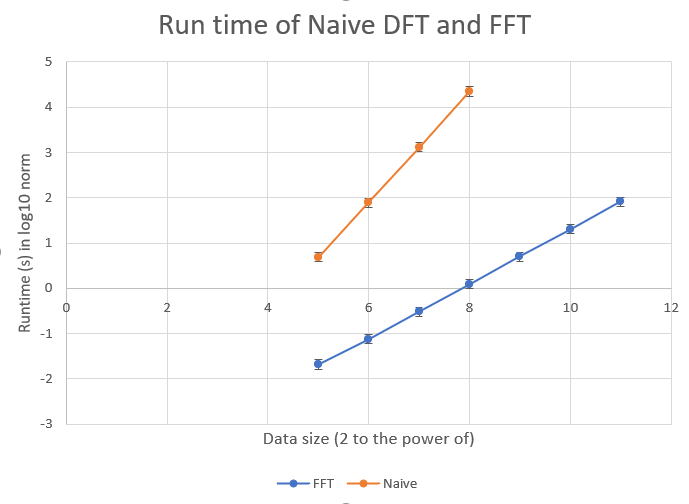 Run time of Naive DFT and FFT
5
4
3
2
1
0
-1
-2
-3
Runtime (s) in log10 norm
0 2 4 6 8 10 12
Data size (2 to the power of)
FFT Naive